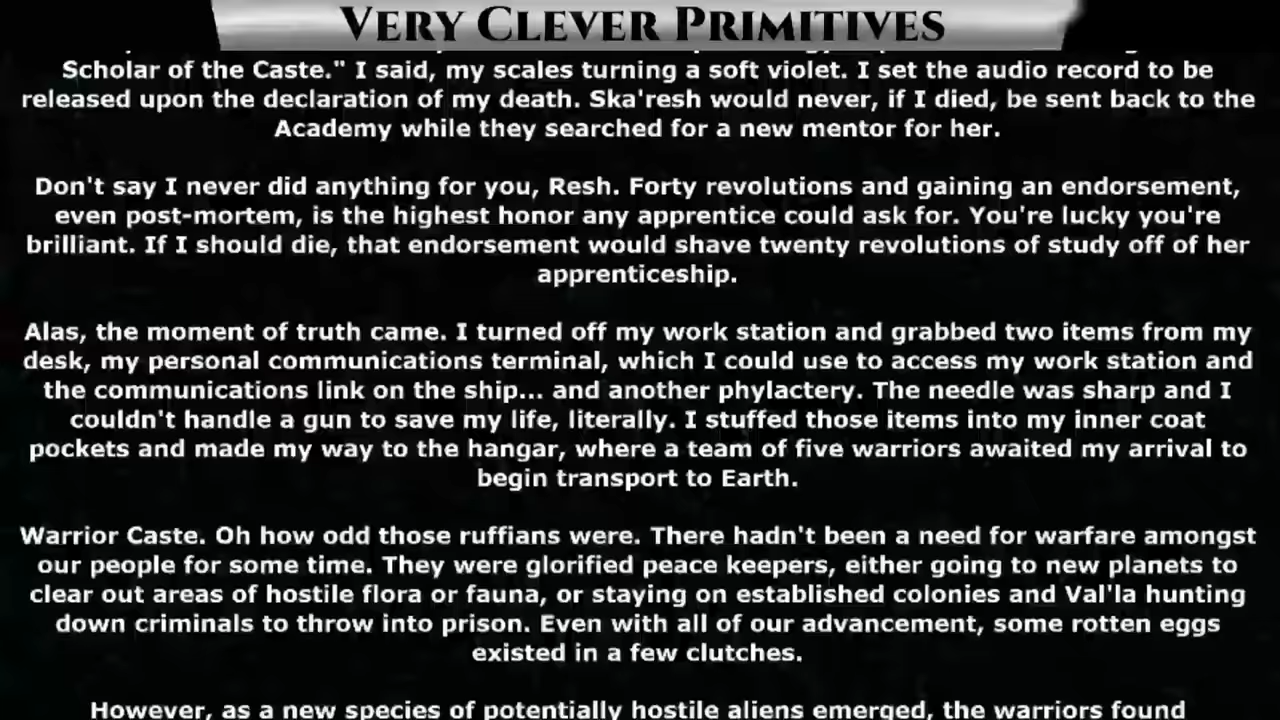 VERY CLEVER PRIMITIVES
Scholar of the Caste." I said, my scales turning a soft violet. I set the audio record to be
released upon the declaration of my death. Ska'resh would never, if I died, be sent back to the
Academy while they searched for a new mentor for her.
Don't say I never did anything for you, Resh. Forty revolutions and gaining an endorsement,
even post-mortem, is the highest honor any apprentice could ask for. You're lucky you're
brilliant. If I should die, that endorsement would shave twenty revolutions of study off of her
apprenticeship.
Alas, the moment of truth came. I turned off my work station and grabbed two items from my
desk, my personal communications terminal, which I could use to access my work station and
the communications link on the ship... and another phylactery. The needle was sharp and I
couldn't handle a gun to save my life, literally. I stuffed those items into my inner coat
pockets and made my way to the hangar, where a team of five warriors awaited my arrival to
begin transport to Earth.
Warrior Caste. Oh how odd those ruffians were. There hadn't been a need for warfare amongst
our people for some time. They were glorified peace keepers, either going to new planets to
clear out areas of hostile flora or fauna, or staying on established colonies and Val'la hunting
down criminals to throw into prison. Even with all of our advancement, some rotten eggs
existed in a few clutches.
However, as a new species of potentially hostile aliens emerged, the warriors found